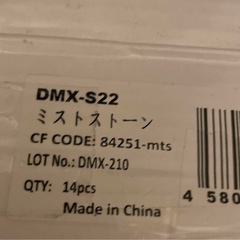 DMX-S22
ミストストーン
CF CODE: 84251-mts
LOT No.: DMX-210
QTY: 14pcs
Made in China
4 580